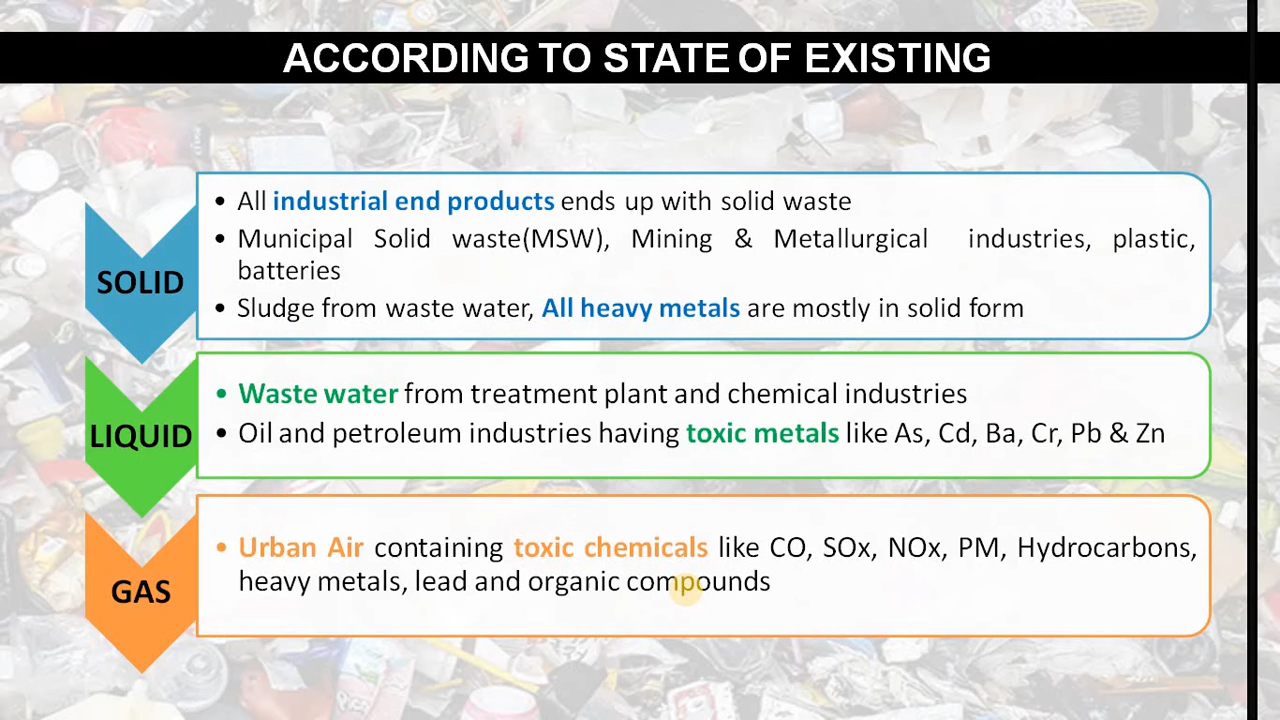 ACCORDING TO STATE OF EXISTING
SOLID
• All industrial end products ends up with solid waste
• Municipal Solid waste(MSW), Mining & Metallurgical industries, plastic,
batteries
• Sludge from waste water, All heavy metals are mostly in solid form
LIQUID
• Waste water from treatment plant and chemical industries
• Oil and petroleum industries having toxic metals like As, Cd, Ba, Cr, Pb & Zn
GAS
• Urban Air containing toxic chemicals like CO, SOx, NOx, PM, Hydrocarbons,
heavy metals, lead and organic compounds